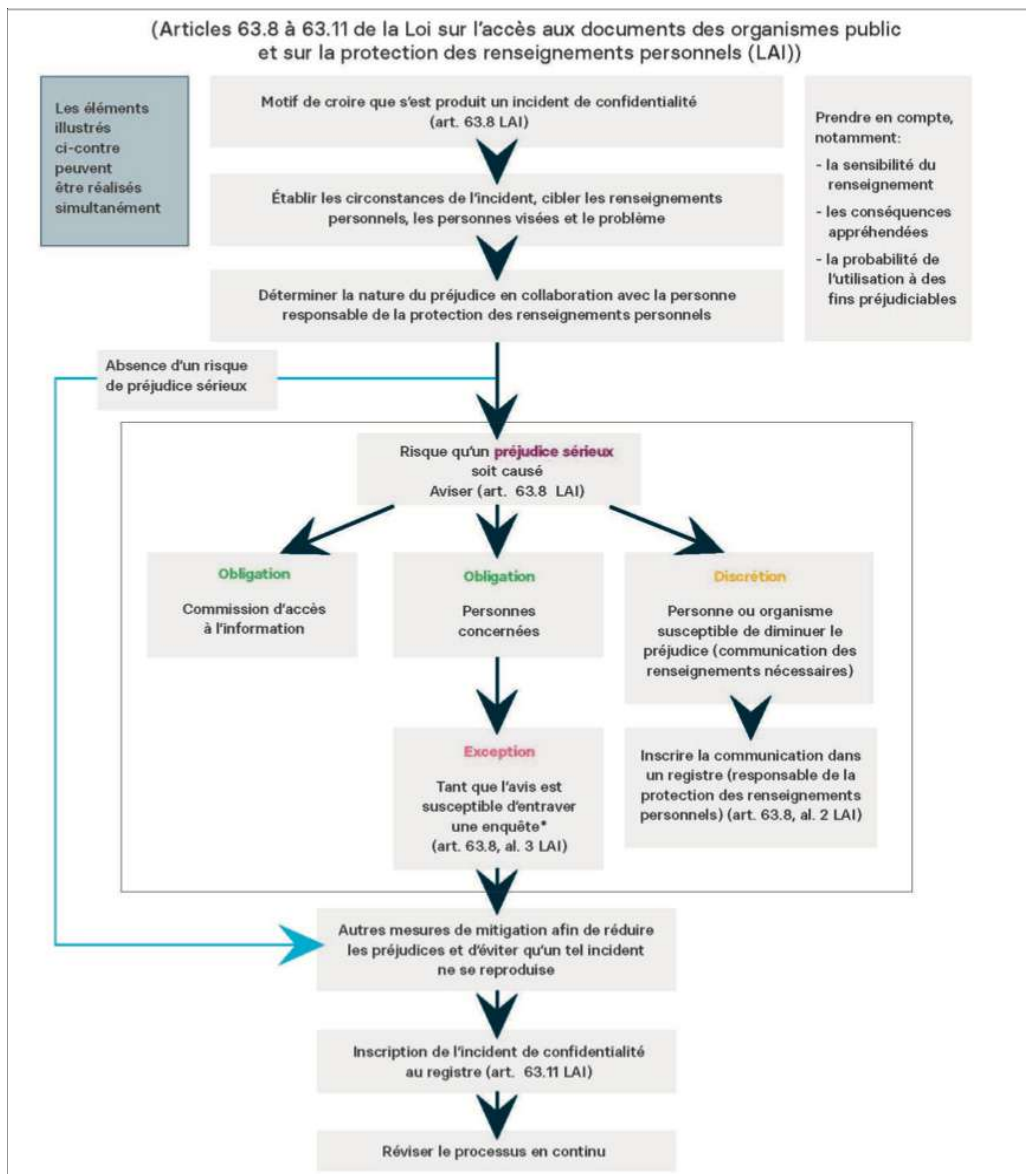 (Articles 63.8 à 63.11 de la Loi sur l'accès aux documents des organismes public
et sur la protection des renseignements personnels (LAI))
Les éléments
illustrés
ci-contre
peuvent
être réalisés
simultanément
Motif de croire que s'est produit un incident de confidentialité
(art. 63.8 LAI)
Prendre en compte,
notamment:
- la sensibilité du
renseignement
- les conséquences
appréhendées
- la probabilité de
l'utilisation à des
fins préjudiciables
Établir les circonstances de l'incident, cibler les renseignements
personnels, les personnes visées et le problème
Déterminer la nature du préjudice en collaboration avec la personne
responsable de la protection des renseignements personnels
Absence d'un risque
de préjudice sérieux
Risque qu'un préjudice sérieux
soit causé
Aviser (art. 63.8 LAI)
Obligation
Commission d'accès
à l'information
Obligation
Personnes
concernées
Discrétion
Personne ou organisme
susceptible de diminuer le
préjudice (communication des
renseignements nécessaires)
Exception
Tant que l'avis est
susceptible d'entraver
une enquête*
(art. 63.8, al. 3 LAI)
Inscrire la communication dans
un registre (responsable de la
protection des renseignements
personnels) (art. 63.8, al. 2 LAI)
Autres mesures de mitigation afin de réduire
les préjudices et d'éviter qu'un tel incident
ne se reproduise
Inscription de l'incident de confidentialité
au registre (art. 63.11 LAI)
Réviser le processus en continu